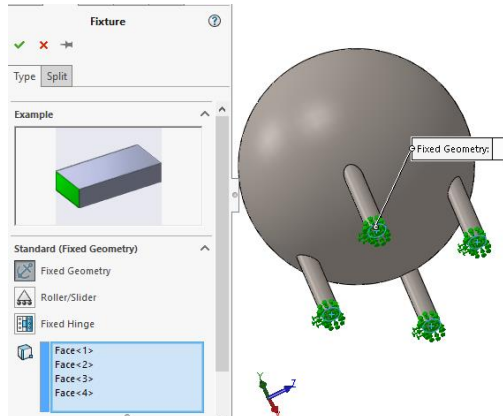 Fixture
Type Split
Example
Fixed Geometry:
Standard (Fixed Geometry)
Fixed Geometry
Roller/Slider
Fixed Hinge
Face<1>
Face<2>
Face<3>
Face<4>
Y
Z